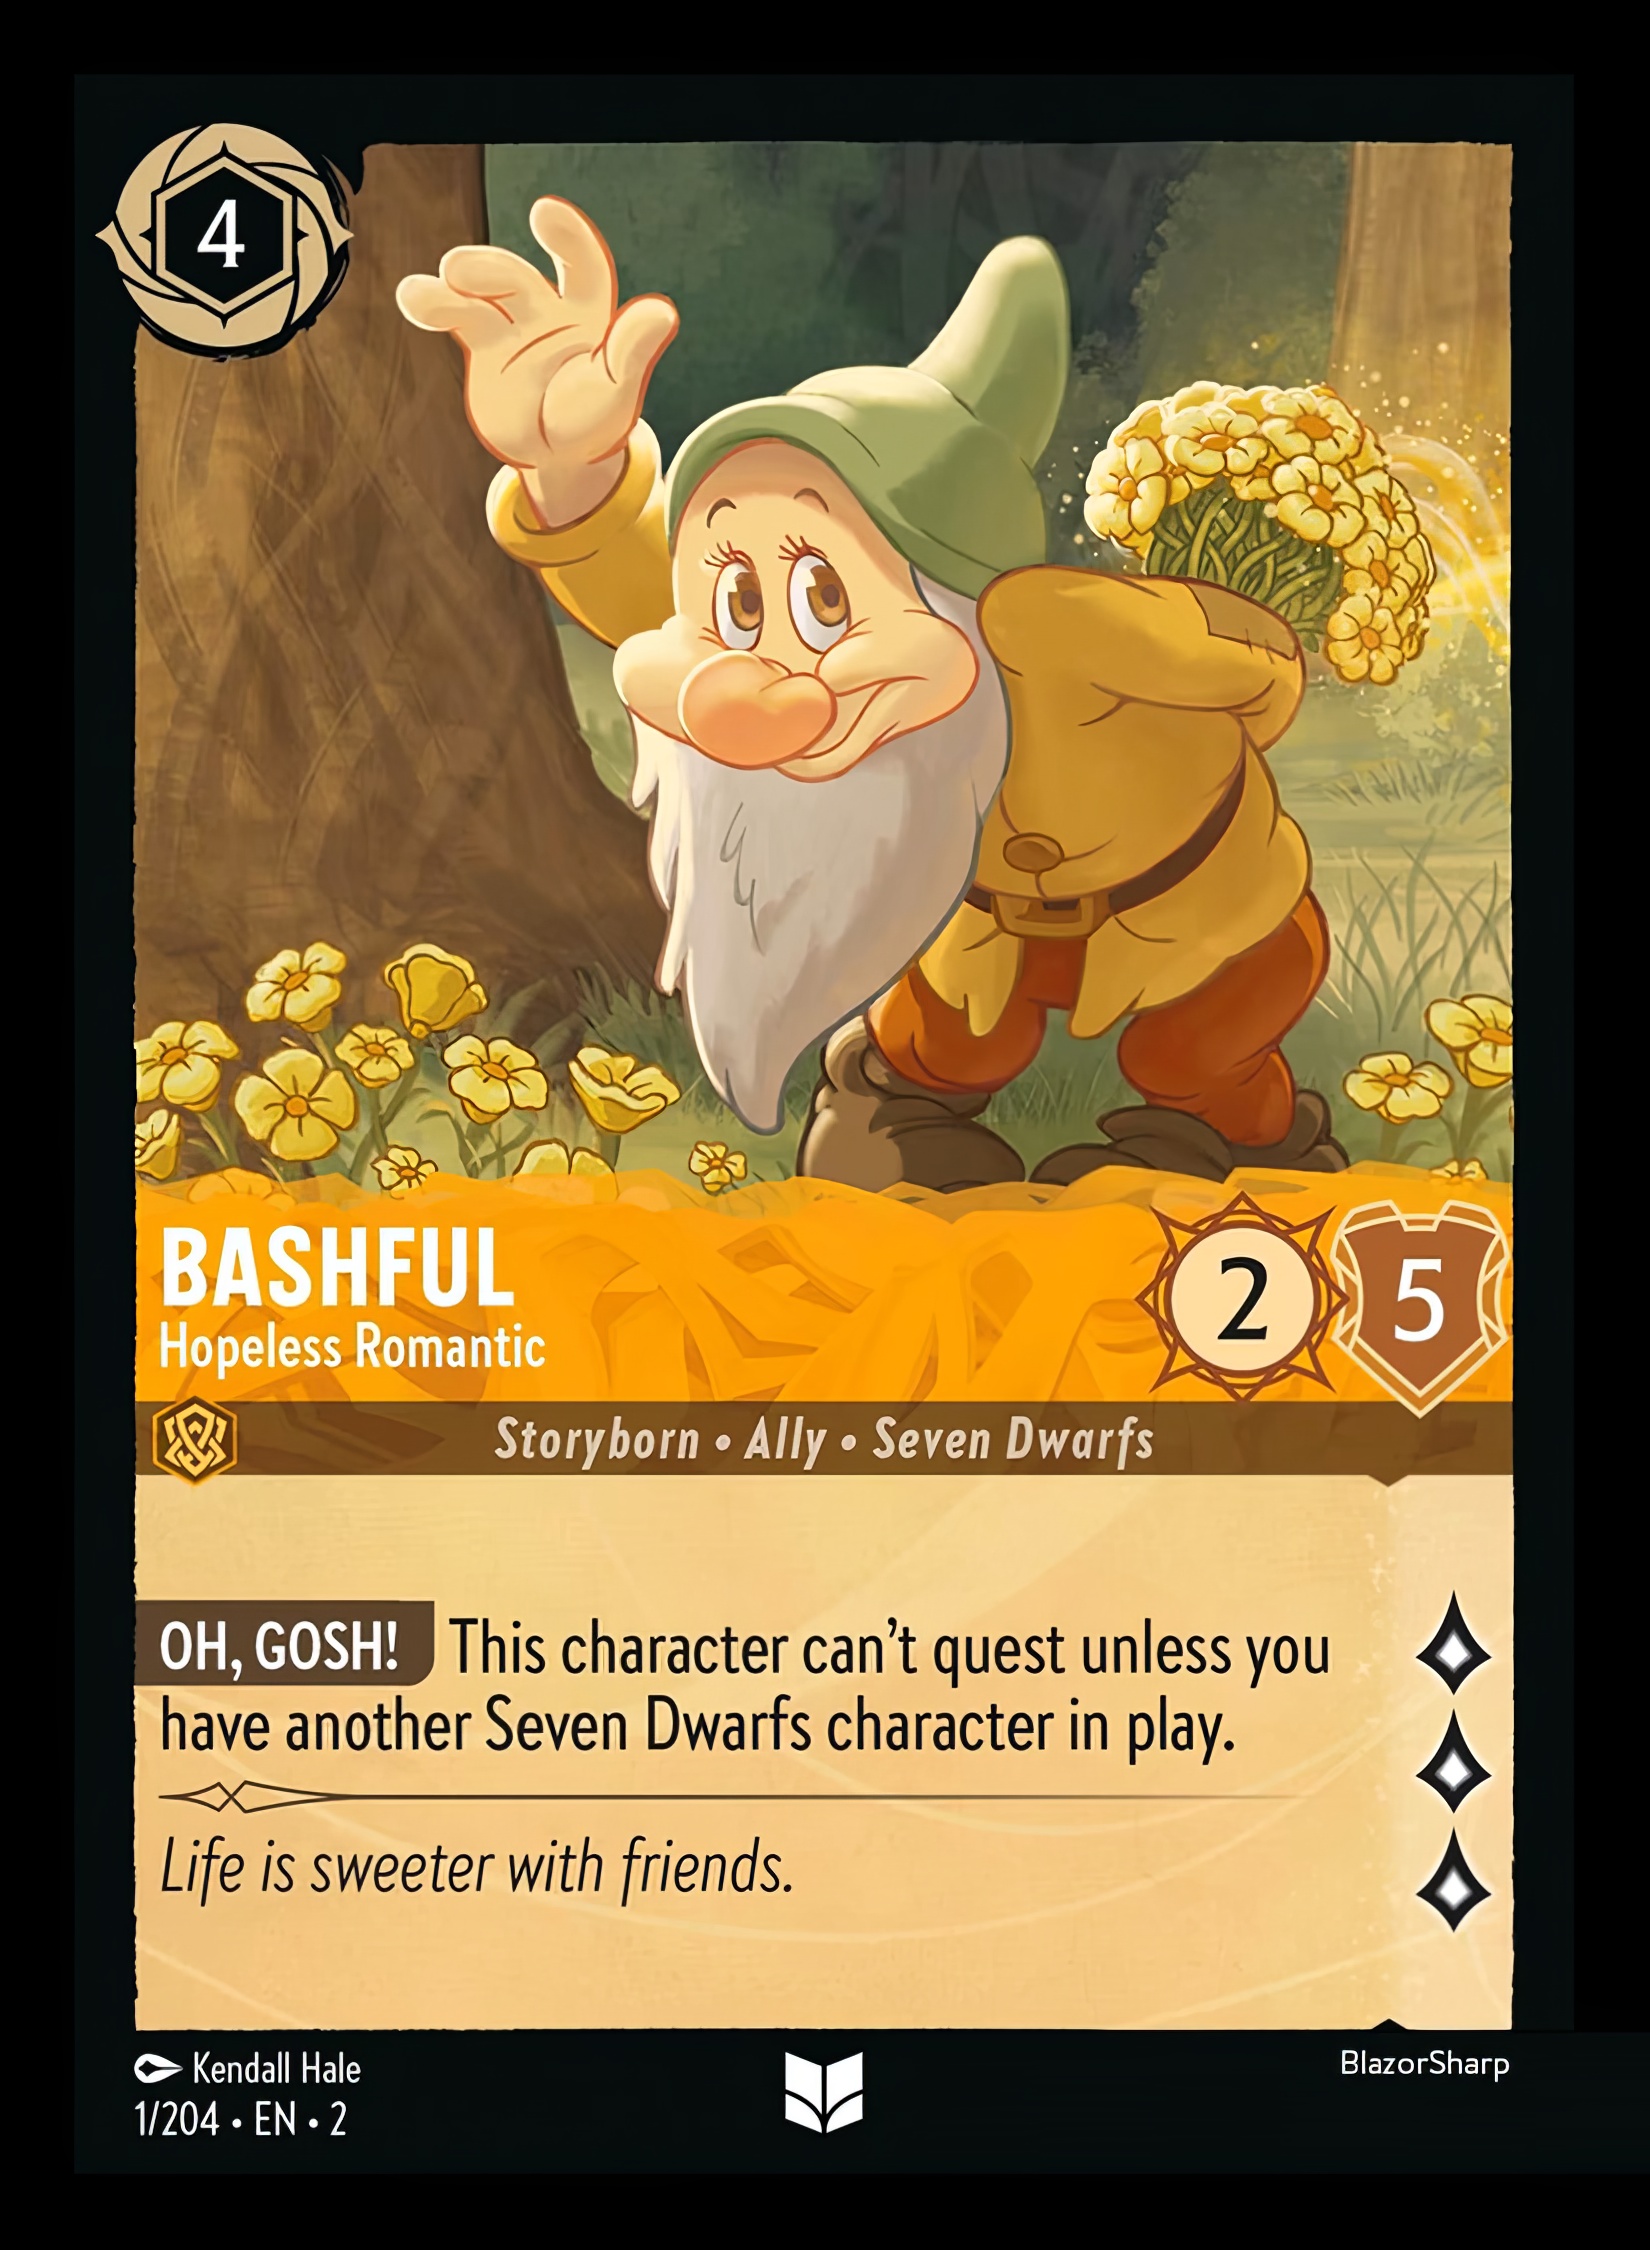 4
BASHFUL
Hopeless Romantic
2
5
Storyborn • Ally • Seven Dwarfs
OH, GOSH! This character can’t quest unless you
have another Seven Dwarfs character in play.
Life is sweeter with friends.
Kendall Hale
1/204 • EN • 2
BlazorSharp